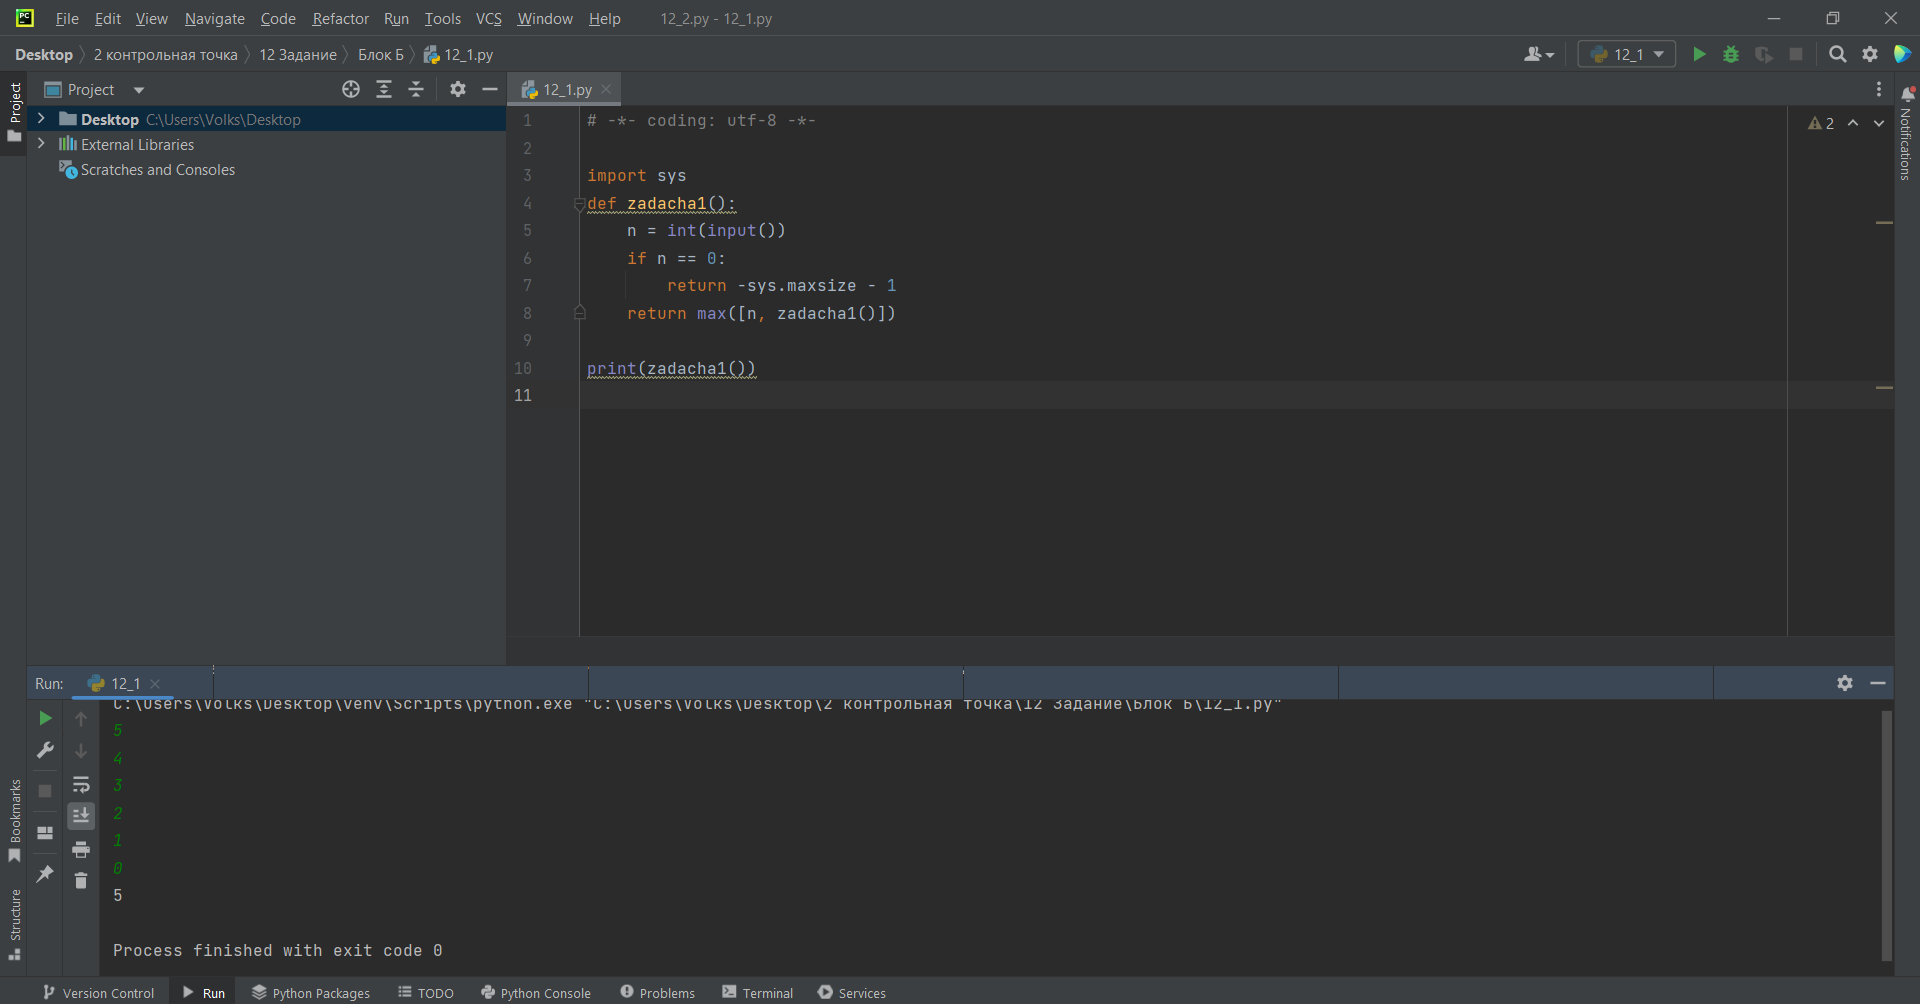 File Edit View Navigate Code Refactor Run Tools VCS Window Help 12_2.py - 12_1.py
Desktop 2 контрольная точка 12 Задание Блок Б 12_1.py 12_1
Project 12_1.py
Desktop C:\Users\Volks\Desktop
External Libraries
Scratches and Consoles
Project
Bookmarks
Structure
1 # -*- coding: utf-8 -*-
2
3 import sys
4 def zadacha1():
5 n = int(input())
6 if n == 0:
7 return -sys.maxsize - 1
8 return max([n, zadacha1()])
9
10 print(zadacha1())
11
2
Notifications
Run: 12_1
C:\Users\Volks\Desktop\venv\Scripts\python.exe "C:\Users\Volks\Desktop\2 контрольная точка\12 Задание\Блок Б\12_1.py"
5
4
3
2
1
0
5
Process finished with exit code 0
Version Control Run Python Packages TODO Python Console Problems Terminal Services